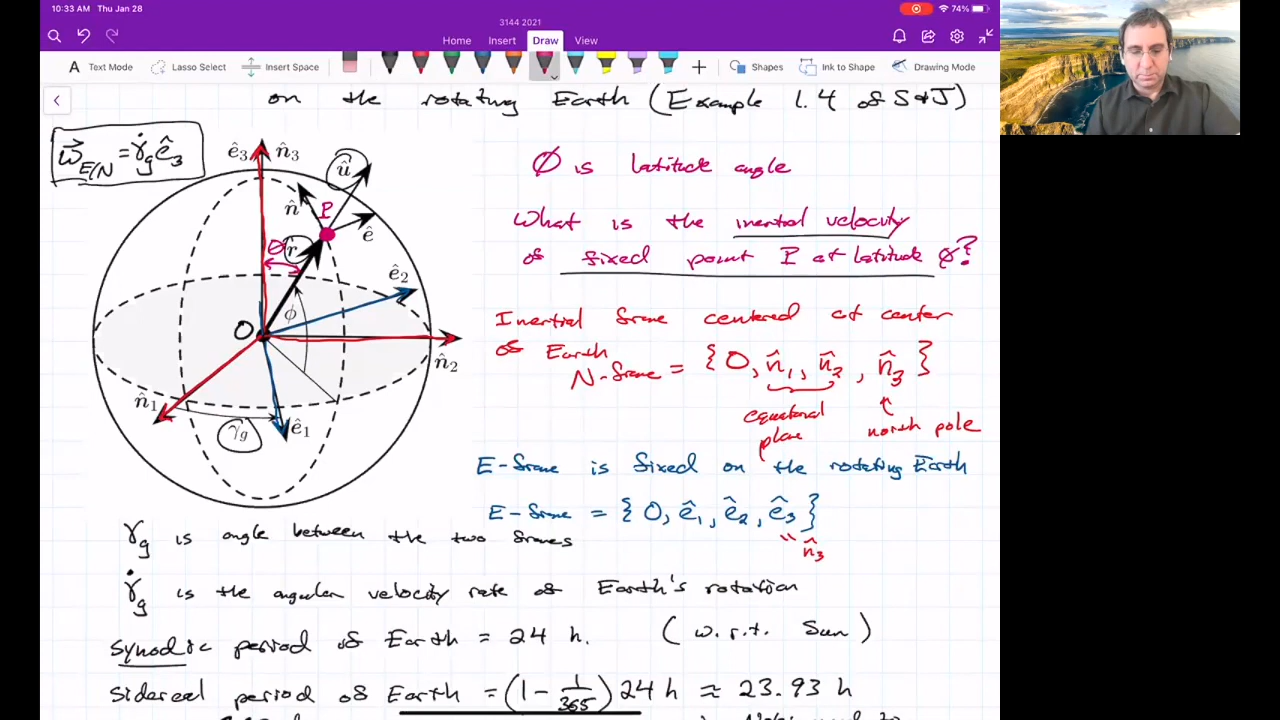 10:33 AM Thu Jan 28
74%
3144 2021
Home Insert Draw View
Text Mode Lasso Select Insert Space Shapes Ink to Shape Drawing Mode
on the rotating Earth (Example 1.4 of S&J)
ω⃗_E/N = γ̇_g ê_3
ê_3 n̂_3
û
n̂
P
ê
θ
r
ê_2
ϕ
O
n̂_2
n̂_1
γ_g
ê_1
Ø is latitude angle
What is the inertial velocity
of fixed point P at latitude Ø?
Inertial frame centered at center
of Earth
N-frame = {O, n̂_1, n̂_2, n̂_3}
equatorial
plane
north pole
E-frame is fixed on the rotating Earth
E-frame = {O, ê_1, ê_2, ê_3}
" n̂_3
γ_g is angle between the two frames
γ̇_g is the angular velocity rate of Earth's rotation
synodic period of Earth = 24 h. (w.r.t. Sun)
sidereal period of Earth = (1 - 1/365) 24 h ≈ 23.93 h